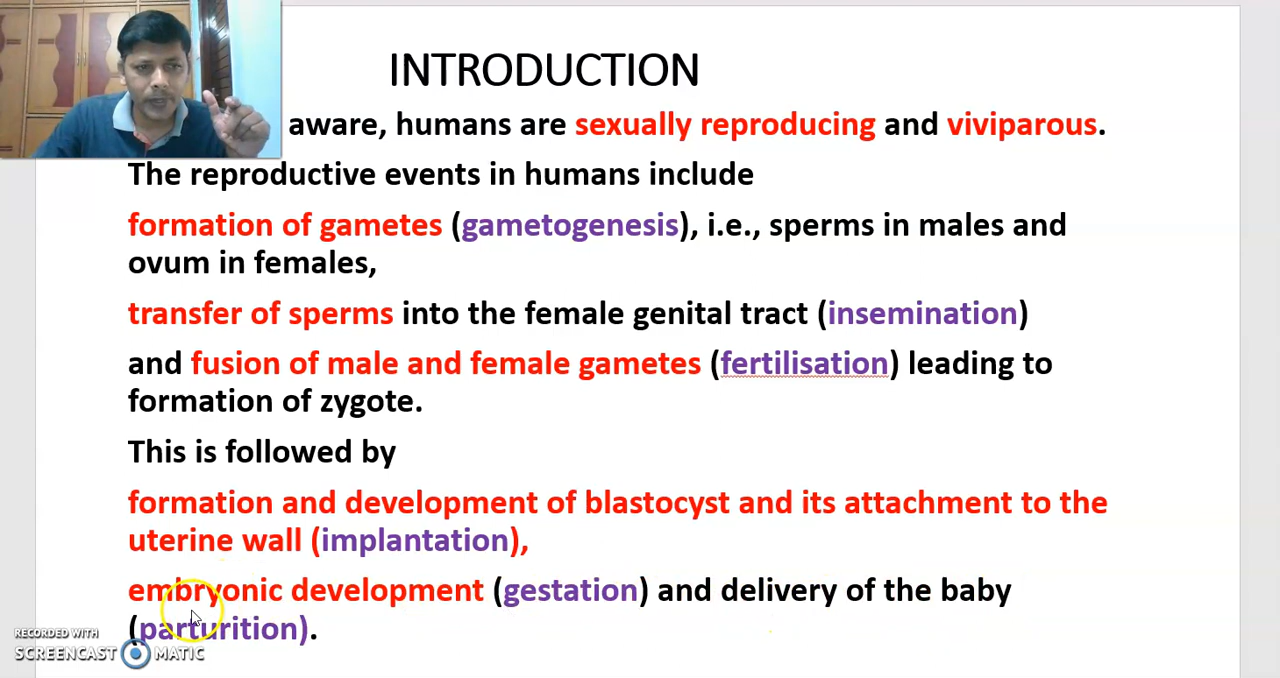 INTRODUCTION
aware, humans are sexually reproducing and viviparous.
The reproductive events in humans include
formation of gametes (gametogenesis), i.e., sperms in males and
ovum in females,
transfer of sperms into the female genital tract (insemination)
and fusion of male and female gametes (fertilisation) leading to
formation of zygote.
This is followed by
formation and development of blastocyst and its attachment to the
uterine wall (implantation),
embryonic development (gestation) and delivery of the baby
(parturition).
RECORDED WITH
SCREENCAST MATIC